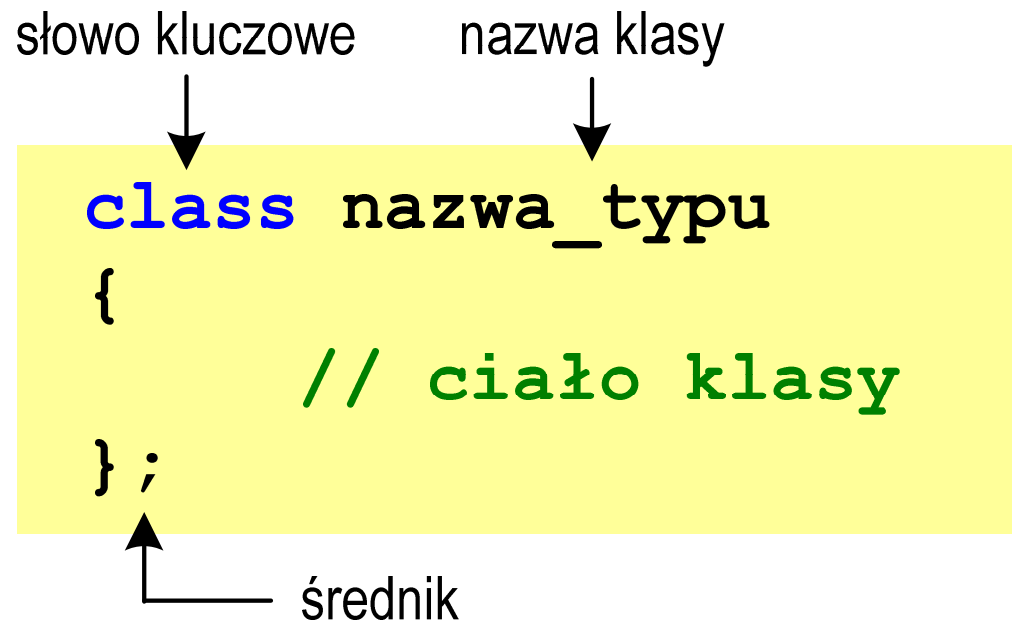 słowo kluczowe nazwa klasy
class nazwa_typu
{
// ciało klasy
};
średnik